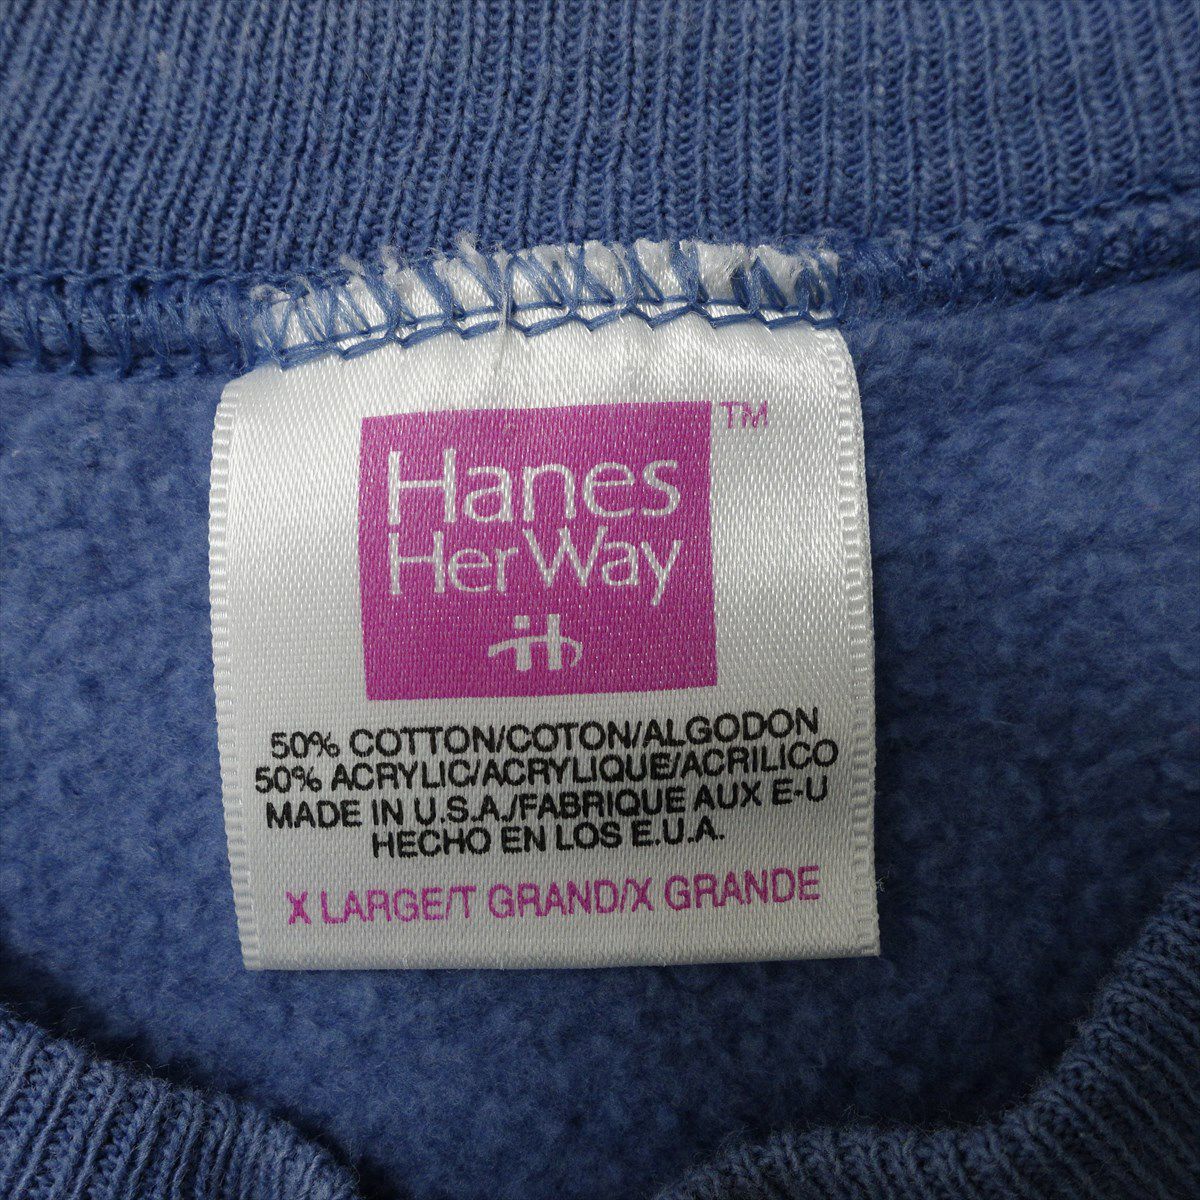 Hanes TM
Her Way
50% COTTON/COTON/ALGODON
50% ACRYLIC/ACRYLIQUE/ACRILICO
MADE IN U.S.A./FABRIQUE AUX E-U
HECHO EN LOS E.U.A.
X LARGE/T GRAND/X GRANDE